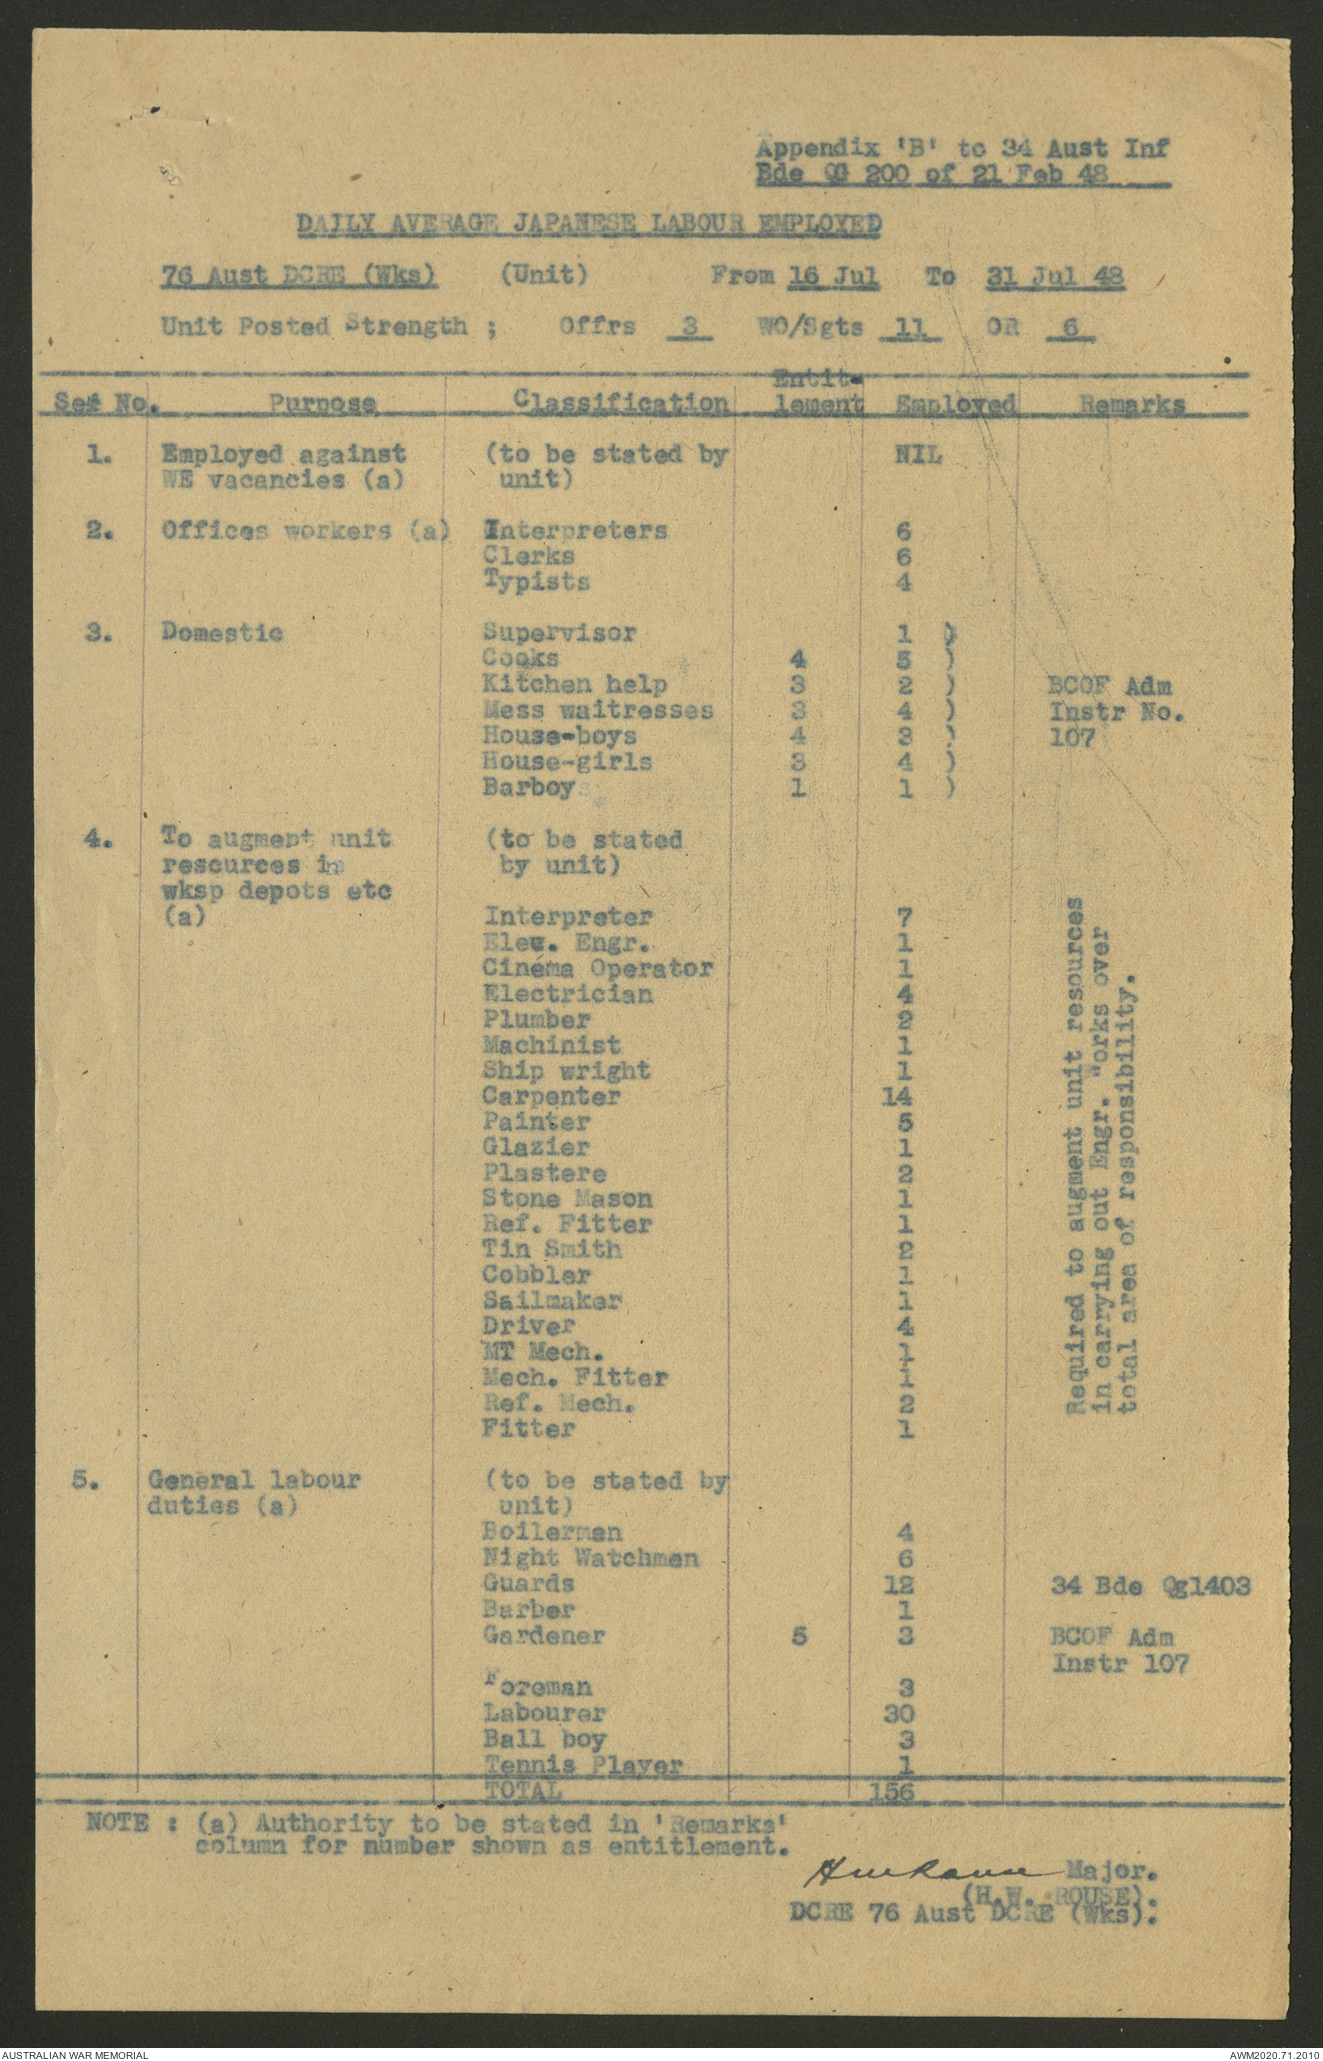 Appendix 'B' to 34 Aust Inf
Bde QG 200 of 21 Feb 48
DAILY AVERAGE JAPANESE LABOUR EMPLOYED
76 Aust DCRE (Wks) (Unit) From 16 Jul To 31 Jul 48
Unit Posted Strength ; Offrs 3 WO/Sgts 11 OR 6
Entit-
Ser No. Purpose Classification lement Employed Remarks
1. Employed against (to be stated by NIL
WE vacancies (a) unit)
2. Offices workers (a) Interpreters 6
Clerks 6
Typists 4
3. Domestic Supervisor 1 )
Cooks 4 5 )
Kitchen help 3 2 ) BCOF Adm
Mess waitresses 3 4 ) Instr No.
House-boys 4 3 ) 107
House-girls 3 4 )
Barboys 1 1 )
4. To augment unit (to be stated
resources in by unit)
wksp depots etc
(a) Interpreter 7
Elec. Engr. 1
Cinema Operator 1
Electrician 4
Plumber 2
Machinist 1
Ship wright 1
Carpenter 14
Painter 5
Glazier 1
Plastere 2
Stone Mason 1
Ref. Fitter 1
Tin Smith 2
Cobbler 1
Sailmaker 1
Driver 4
MT Mech. 1
Mech. Fitter 1
Ref. Mech. 2
Fitter 1
Required to augment unit resources
in carrying out Engr. "orks over
total area of responsibility.
5. General labour (to be stated by
duties (a) unit)
Boilermen 4
Night Watchmen 6
Guards 12 34 Bde Qg1403
Barber 1
Gardener 5 3 BCOF Adm
Instr 107
Foreman 3
Labourer 30
Ball boy 3
Tennis Player 1
TOTAL 156
NOTE : (a) Authority to be stated in 'Remarks'
column for number shown as entitlement.
Major.
(H.W. ROUSE).
DCRE 76 Aust DCRE (Wks).
AUSTRALIAN WAR MEMORIAL AWM2020.71.2010